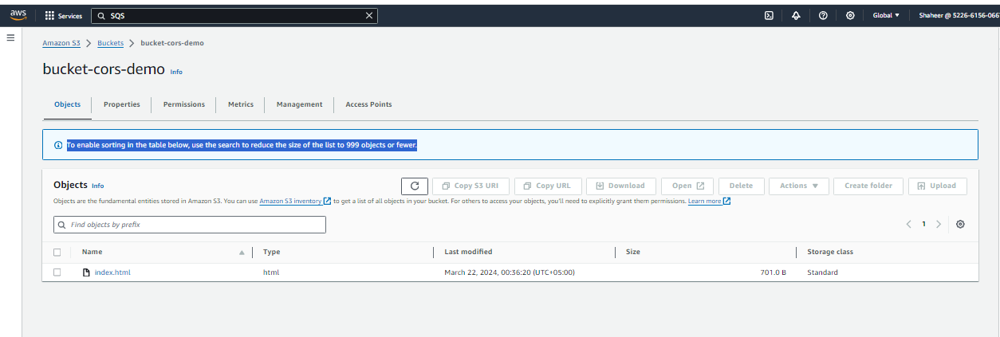 aws Services SQS Global Shaheer @ 5226-6156-066
Amazon S3 Buckets bucket-cors-demo
bucket-cors-demo Info
Objects Properties Permissions Metrics Management Access Points
To enable sorting in the table below, use the search to reduce the size of the list to 999 objects or fewer.
Objects Info Copy S3 URI Copy URL Download Open Delete Actions Create folder Upload
Objects are the fundamental entities stored in Amazon S3. You can use Amazon S3 inventory to get a list of all objects in your bucket. For others to access your objects, you'll need to explicitly grant them permissions. Learn more
Find objects by prefix 1
Name Type Last modified Size Storage class
index.html html March 22, 2024, 00:36:20 (UTC+05:00) 701.0 B Standard